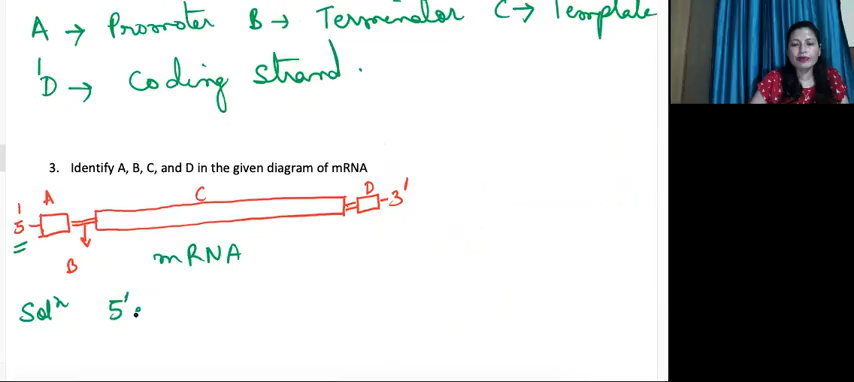 A → Promoter B → Terminator C → Template
'D → Coding strand.
3. Identify A, B, C, and D in the given diagram of mRNA
A C D
5' 3'
B
mRNA
Solⁿ 5'